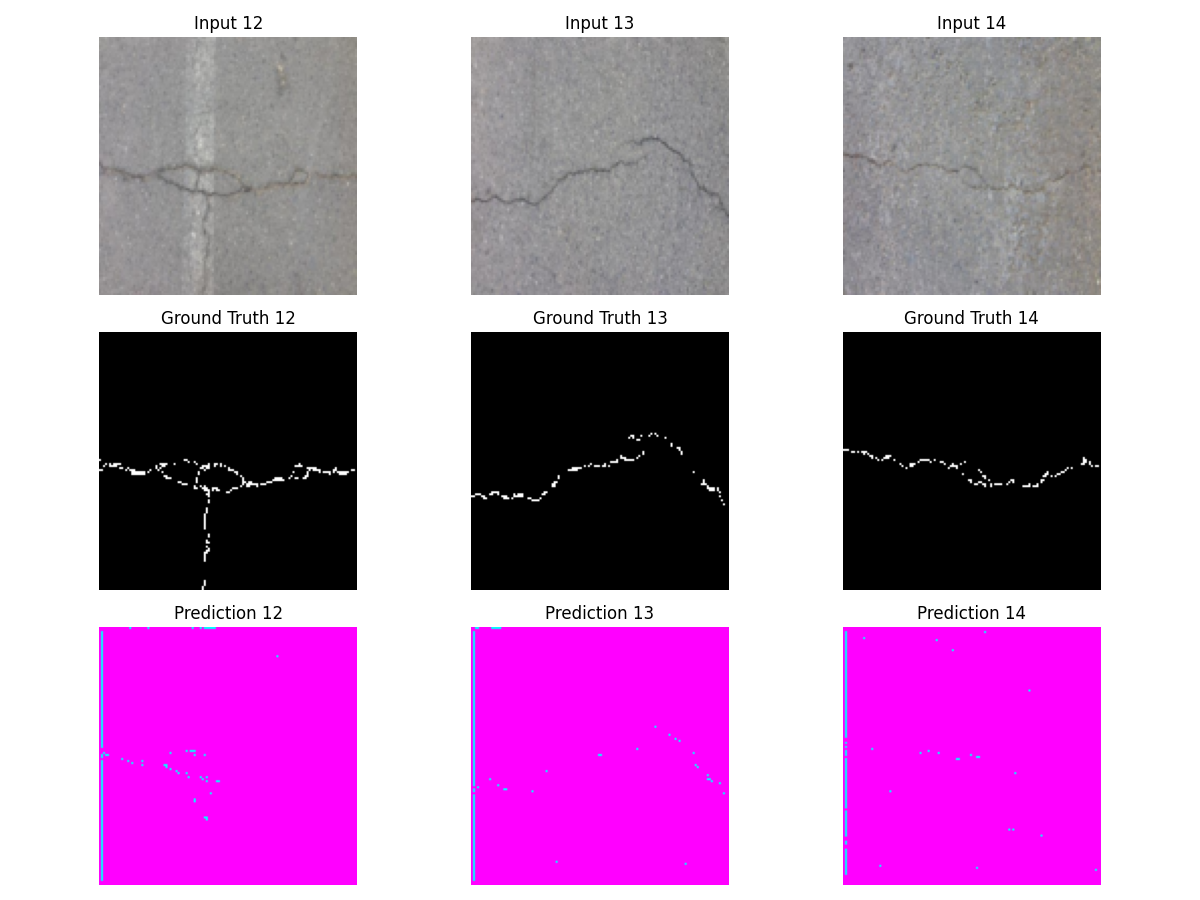 Input 12
Input 13
Input 14
Ground Truth 12
Ground Truth 13
Ground Truth 14
Prediction 12
Prediction 13
Prediction 14